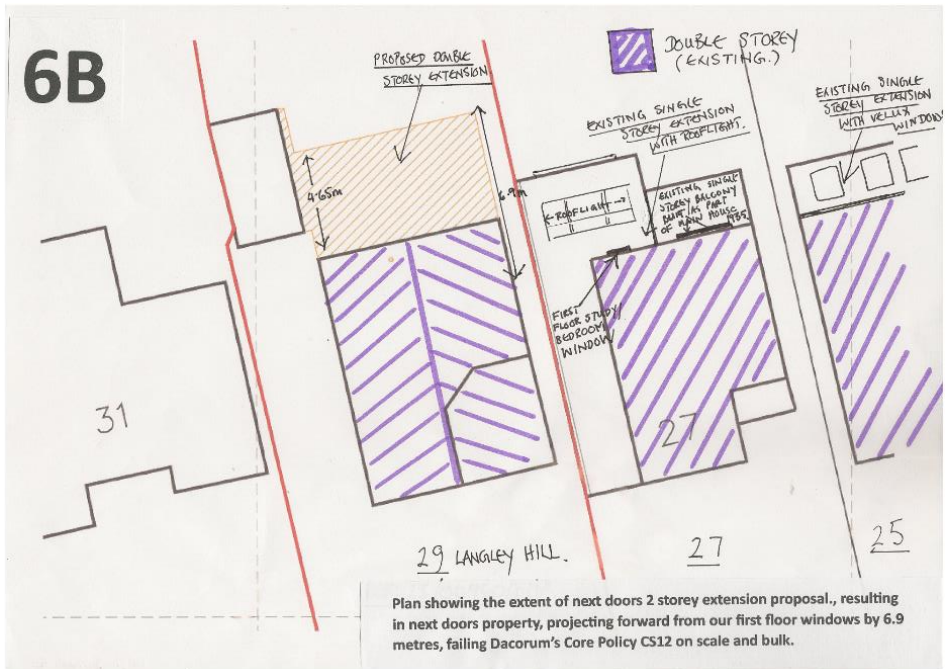 6B
PROPOSED DOUBLE
STOREY EXTENSION
DOUBLE STOREY
(EXISTING.)
EXISTING SINGLE
STOREY EXTENSION
WITH ROOFLIGHT.
EXISTING SINGLE
STOREY EXTENSION
WITH VELUX
WINDOWS
4.65m
6.9m
ROOFLIGHT
EXISTING SINGLE
STOREY BALCONY
BUILT AS PART
OF MAIN HOUSE
1985.
FIRST
FLOOR STUDY/
BEDROOM
WINDOW
31
27
29 LANGLEY HILL.
27
25
Plan showing the extent of next doors 2 storey extension proposal., resulting
in next doors property, projecting forward from our first floor windows by 6.9
metres, failing Dacorum's Core Policy CS12 on scale and bulk.